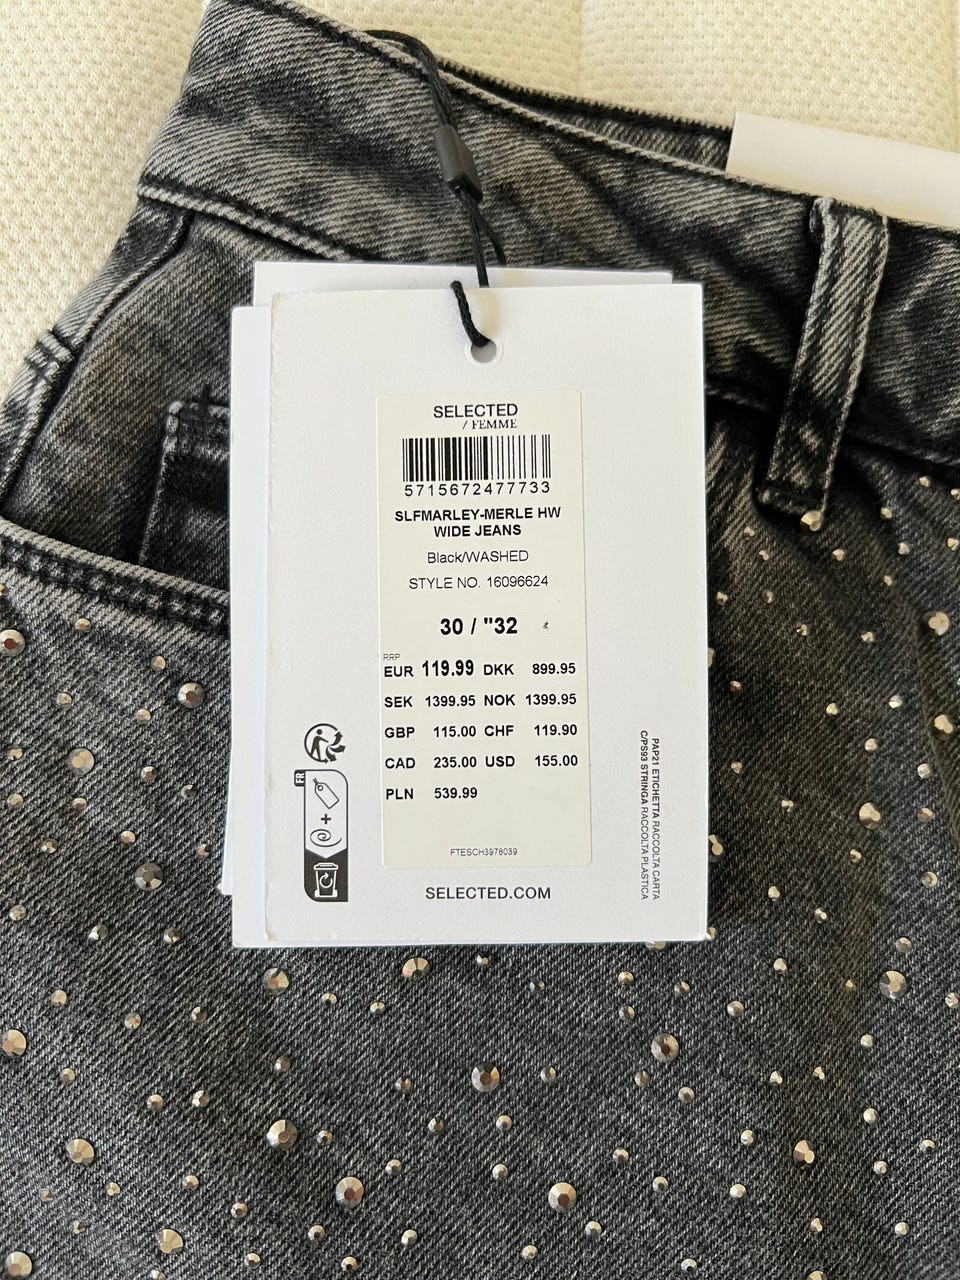 SELECTED
/ FEMME
5715672477733
SLFMARLEY-MERLE HW
WIDE JEANS
Black/WASHED
STYLE NO. 16096624
30 / "32
RRP
EUR 119.99 DKK 899.95
SEK 1399.95 NOK 1399.95
GBP 115.00 CHF 119.90
CAD 235.00 USD 155.00
PLN 539.99
FTESCH3978039
SELECTED.COM
FR
+
PAP21 ETICHETTA RACCOLTA CARTA
C/PS93 STRINGA RACCOLTA PLASTICA